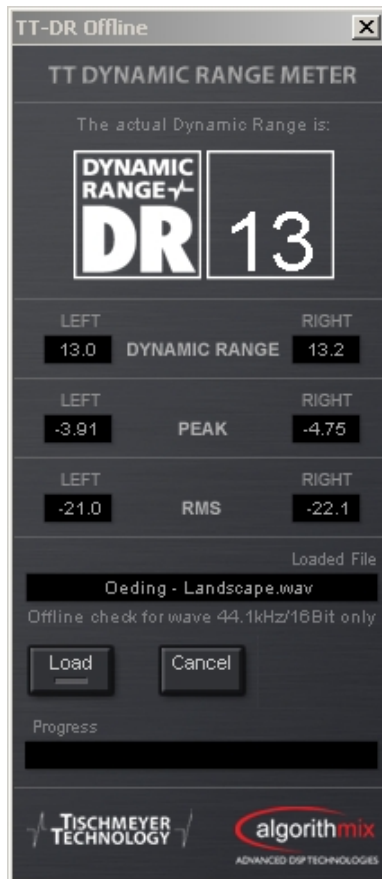 TT-DR Offline
TT DYNAMIC RANGE METER
The actual Dynamic Range is:
DYNAMIC
RANGE
DR 13
LEFT RIGHT
13.0 DYNAMIC RANGE 13.2
LEFT RIGHT
-3.91 PEAK -4.75
LEFT RIGHT
-21.0 RMS -22.1
Loaded File
Oeding - Landscape.wav
Offline check for wave 44.1kHz/16Bit only
Load Cancel
Progress
TISCHMEYER
TECHNOLOGY
algorithmix
ADVANCED DSP TECHNOLOGIES